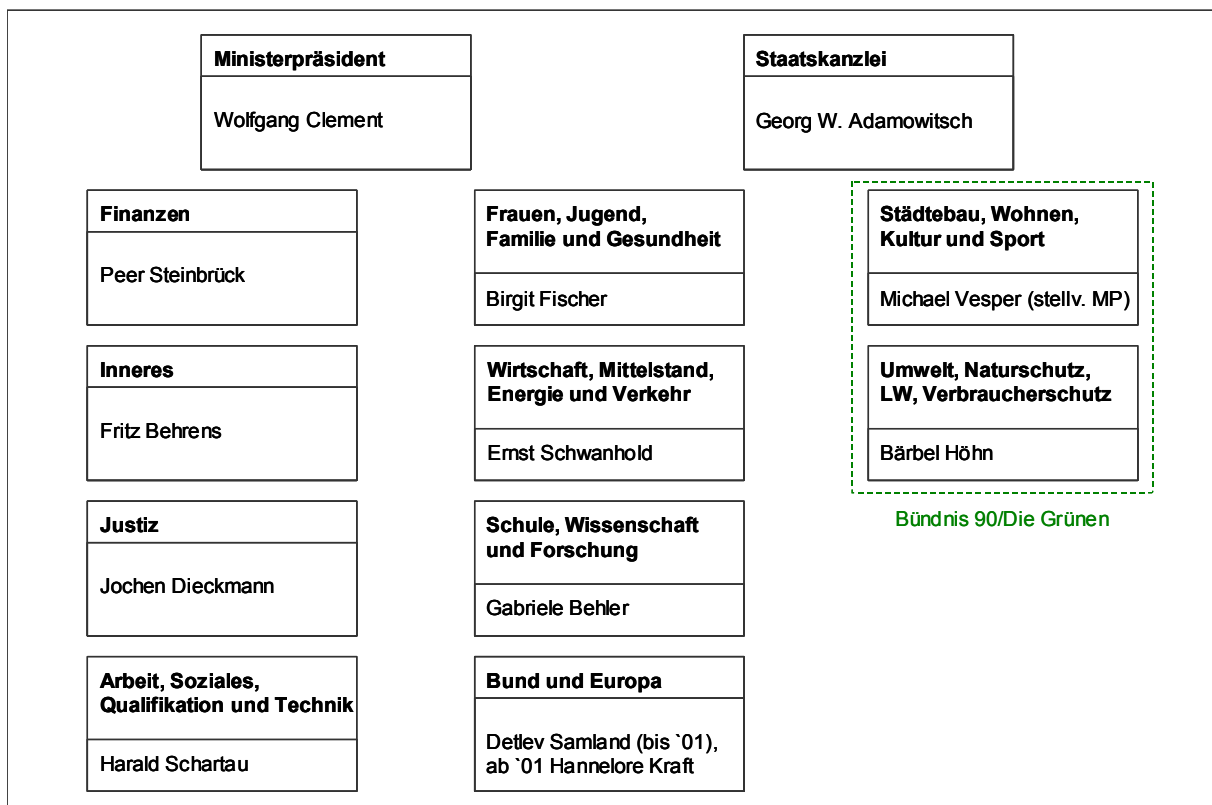 Ministerpräsident
Wolfgang Clement
Staatskanzlei
Georg W. Adamowitsch
Finanzen
Peer Steinbrück
Frauen, Jugend,
Familie und Gesundheit
Birgit Fischer
Städtebau, Wohnen,
Kultur und Sport
Michael Vesper (stellv. MP)
Inneres
Fritz Behrens
Wirtschaft, Mittelstand,
Energie und Verkehr
Ernst Schwanhold
Umwelt, Naturschutz,
LW, Verbraucherschutz
Bärbel Höhn
Bündnis 90/Die Grünen
Justiz
Jochen Dieckmann
Schule, Wissenschaft
und Forschung
Gabriele Behler
Arbeit, Soziales,
Qualifikation und Technik
Harald Schartau
Bund und Europa
Detlev Samland (bis `01),
ab `01 Hannelore Kraft